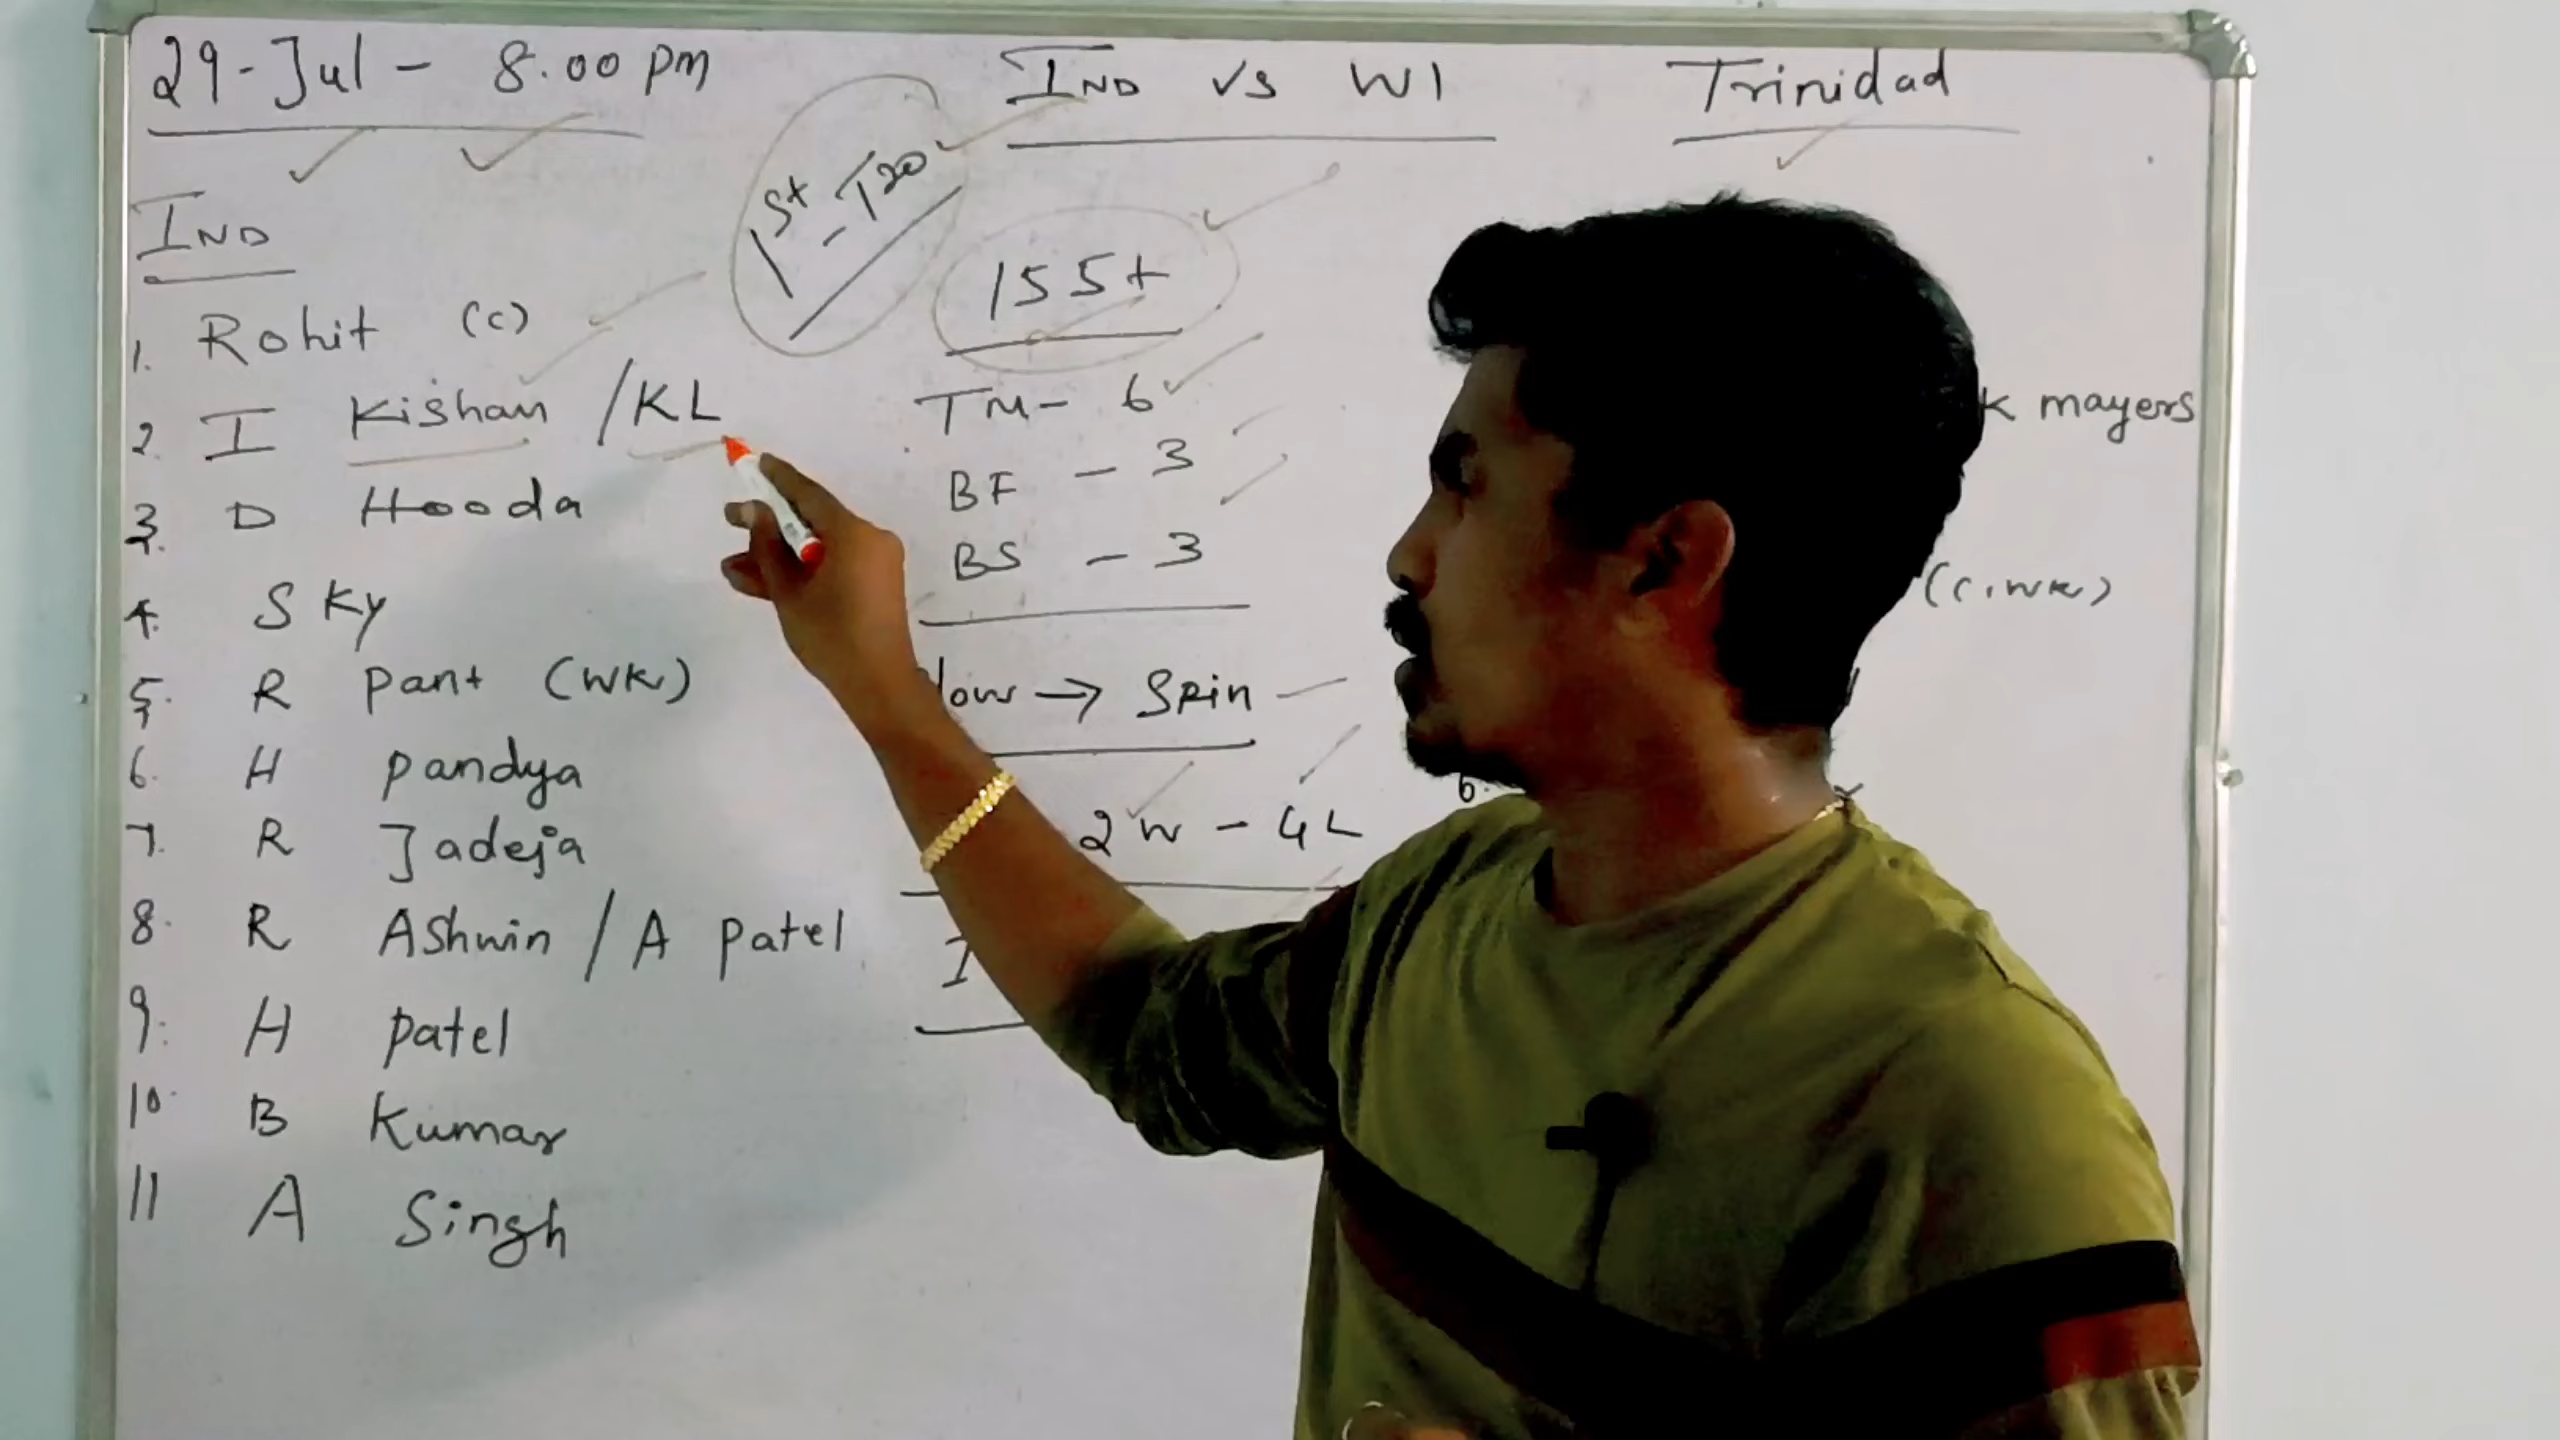 29-Jul - 8.00 PM
IND vs WI
Trinidad
1st - T20
IND
1. Rohit (c)
2. I Kishan / KL
3. D Hooda
4. SKY
5. R Pant (WK)
6. H Pandya
7. R Jadeja
8. R Ashwin / A Patel
9. H Patel
10. B Kumar
11 A Singh
155+
TM - 6
BF - 3
BS - 3
low → Spin
2W - 4L
I
K mayers
(c.wk)
6.